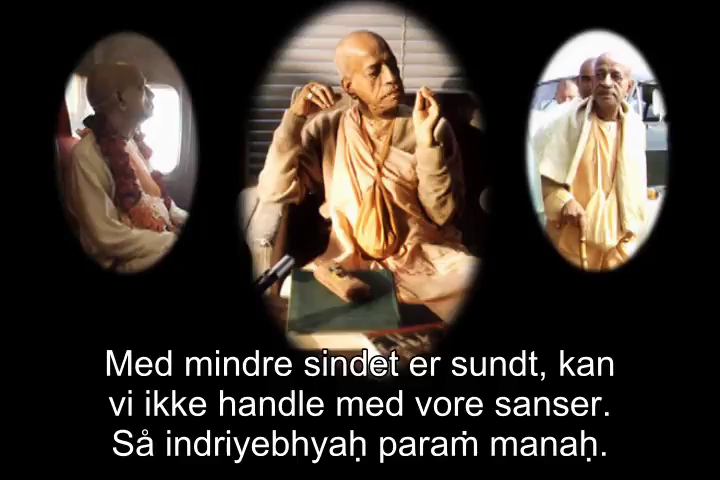 Med mindre sindet er sundt, kan
vi ikke handle med vore sanser.
Så indriyebhyaḥ paraṁ manaḥ.